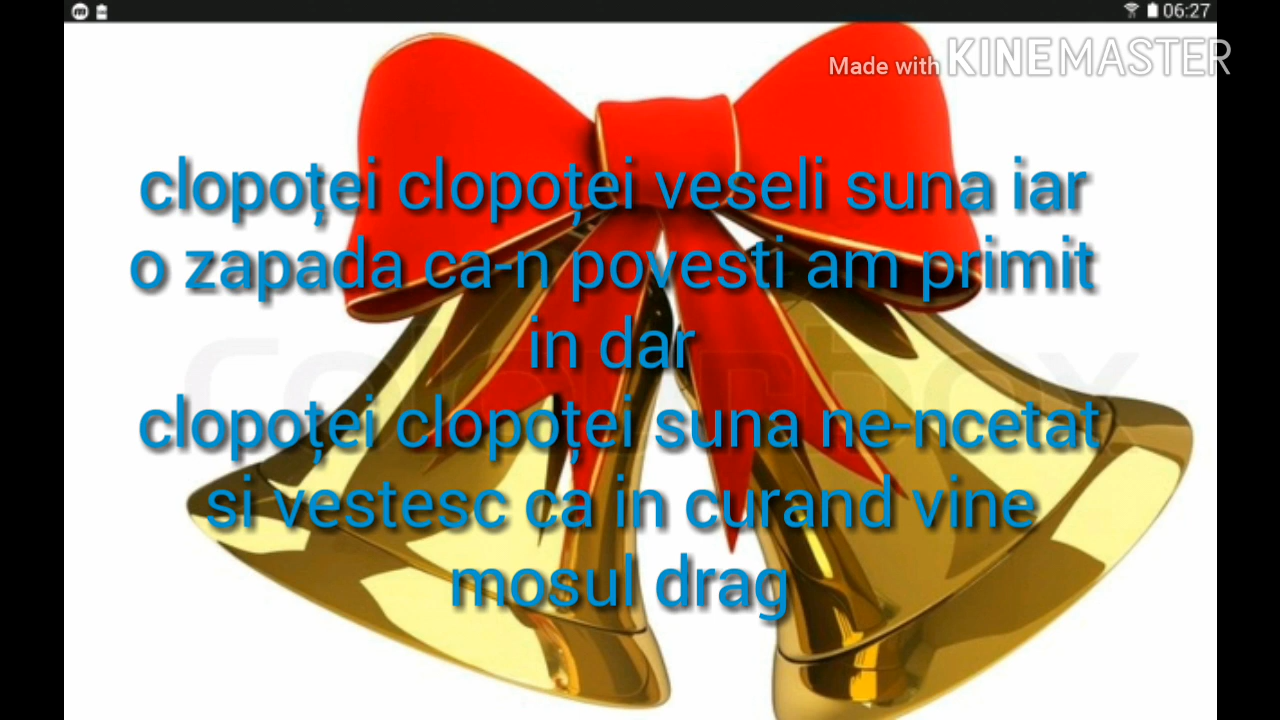 06:27
Made with KINEMASTER
clopoței clopoței veseli suna iar
o zapada ca-n povesti am primit
in dar
clopoței clopoței suna ne-ncetat
si vestesc ca in curand vine
mosul drag
colourbox